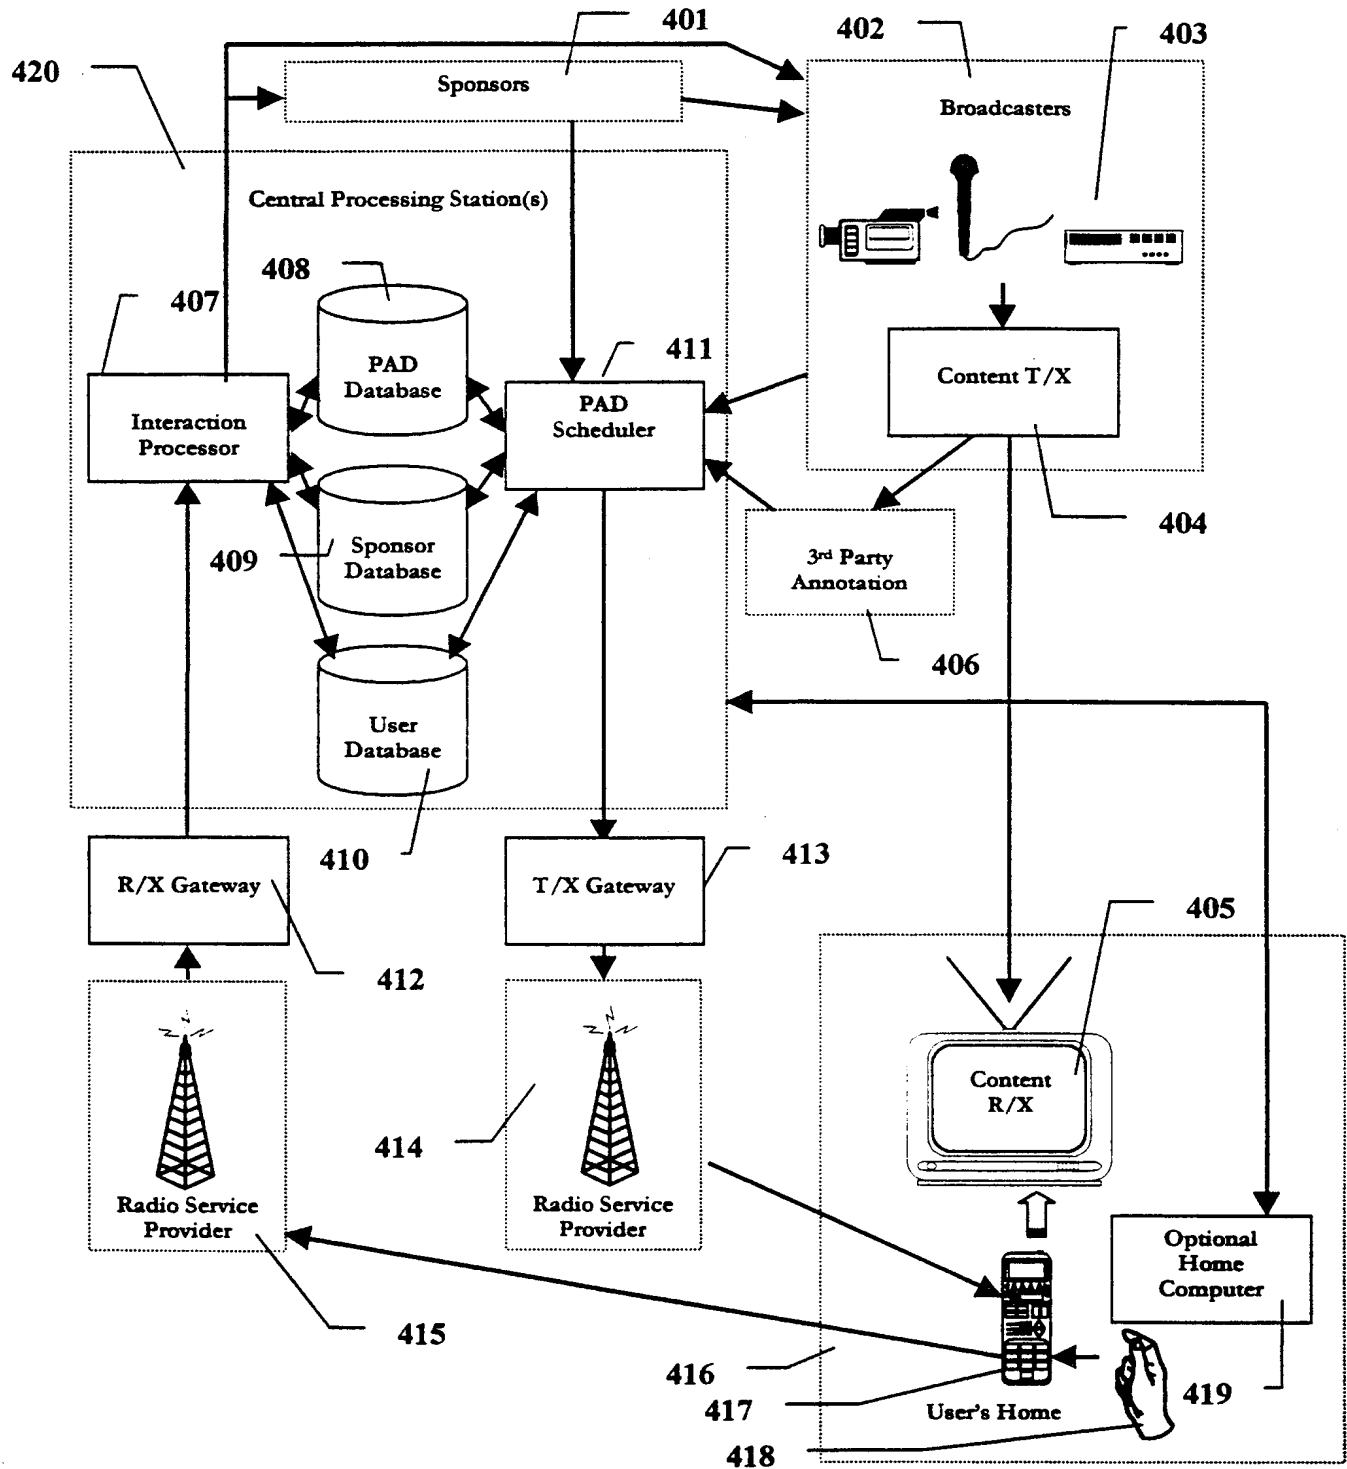 401
402
403
420
Sponsors
Broadcasters
Central Processing Station(s)
408
407
411
PAD
Database
PAD
Scheduler
Content T/X
Interaction
Processor
404
409
Sponsor
Database
3rd Party
Annotation
406
User
Database
410
413
R/X Gateway
T/X Gateway
405
412
Content
R/X
414
Radio Service
Provider
Radio Service
Provider
Optional
Home
Computer
415
416
417
419
User's Home
418